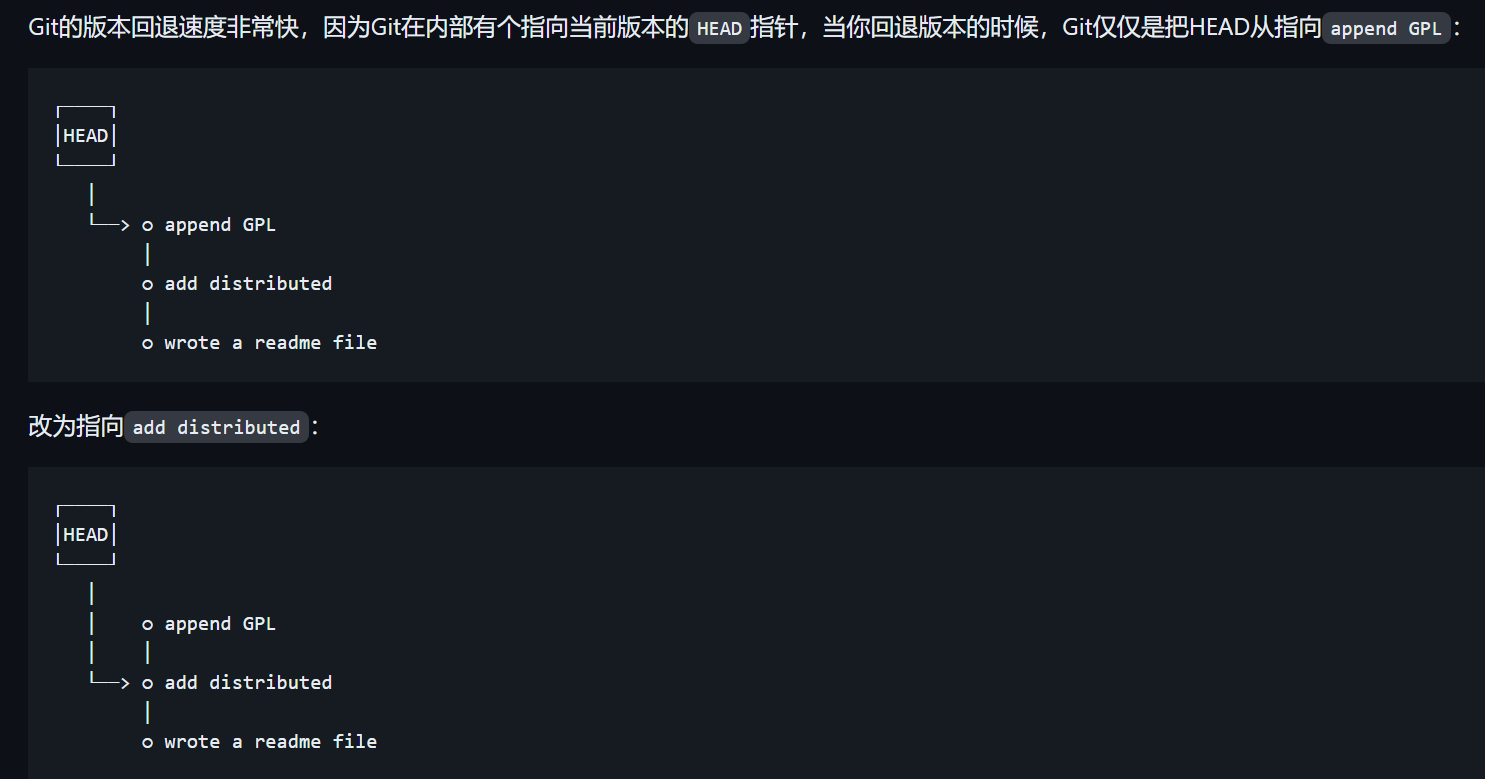 Git的版本回退速度非常快，因为Git在内部有个指向当前版本的HEAD指针，当你回退版本的时候，Git仅仅是把HEAD从指向append GPL：
┌────┐
│HEAD│
└────┘
   │
   └──> ○ append GPL
        │
        ○ add distributed
        │
        ○ wrote a readme file
改为指向add distributed：
┌────┐
│HEAD│
└────┘
   │
   │    ○ append GPL
   │    │
   └──> ○ add distributed
        │
        ○ wrote a readme file